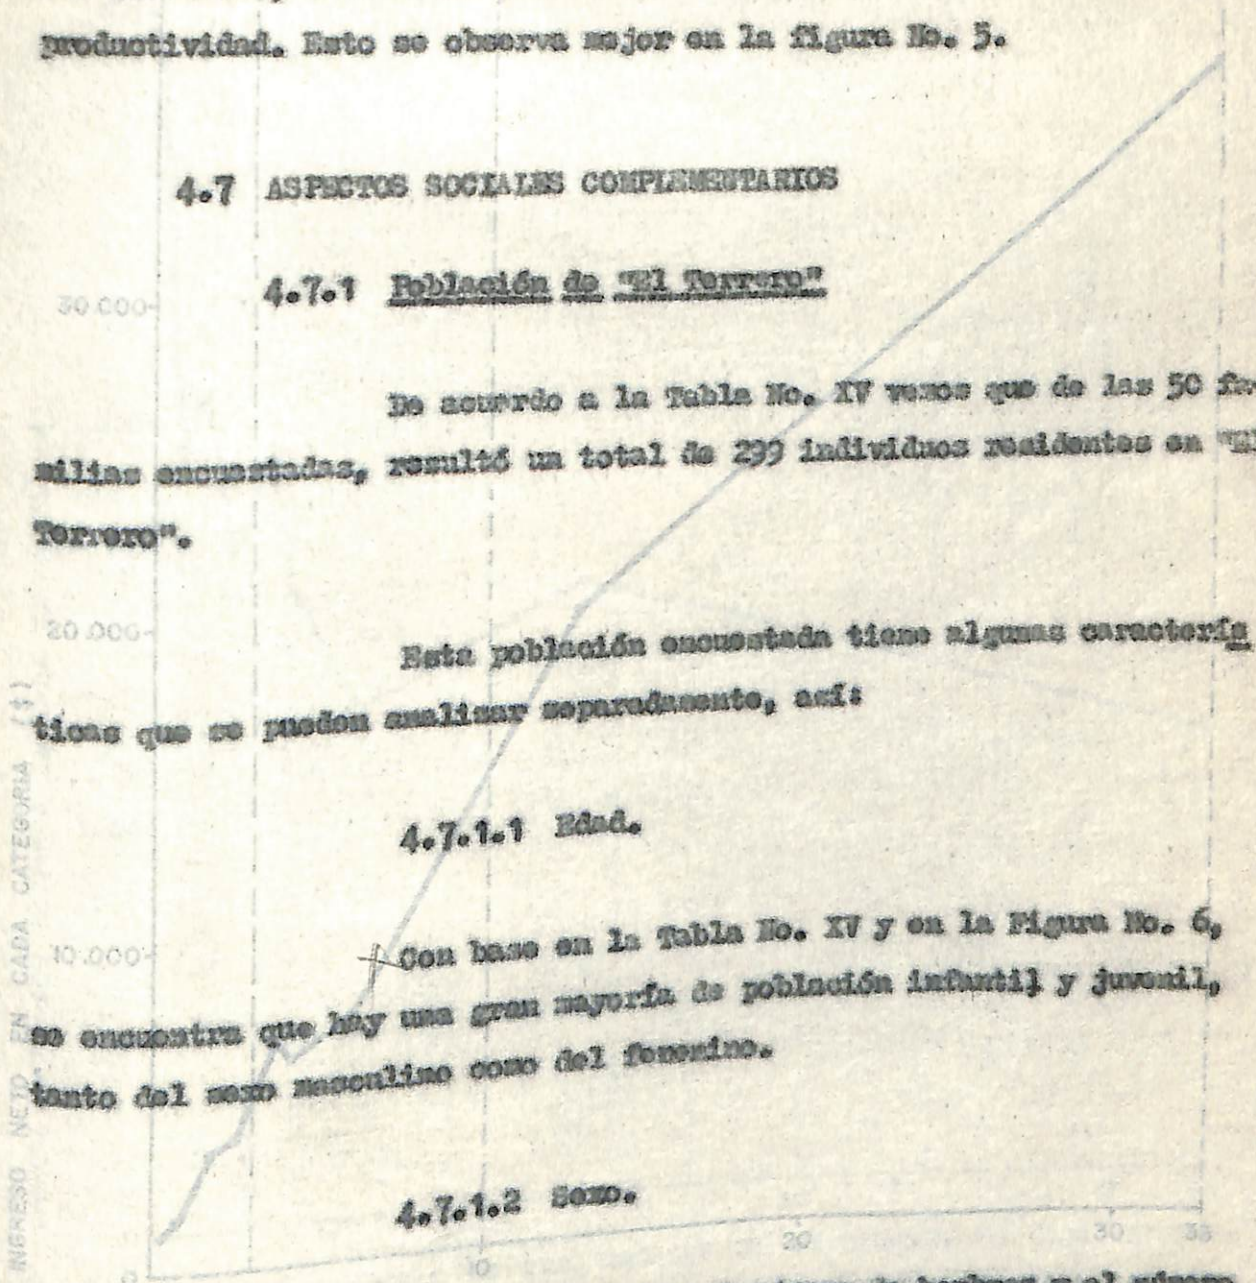 productividad. Esto se observa mejor en la figura No. 5.
4.7 ASPECTOS SOCIALES COMPLEMENTARIOS
4.7.1 Población de "El Terrero"
De acuerdo a la Tabla No. XV vemos que de las 50 fa
milias encuestadas, resultó un total de 299 individuos residentes en "El
Terrero".
Esta población encuestada tiene algunas caracterís
ticas que se pueden analizar separadamente, así:
4.7.1.1 Edad.
Con base en la Tabla No. XV y en la Figura No. 6,
se encuentra que hay una gran mayoría de población infantil y juvenil,
tanto del sexo masculino como del femenino.
4.7.1.2 Sexo.
30.000
20.000
10.000
0
10
20
30
35
INGRESO NETO EN CADA CATEGORIA ($)